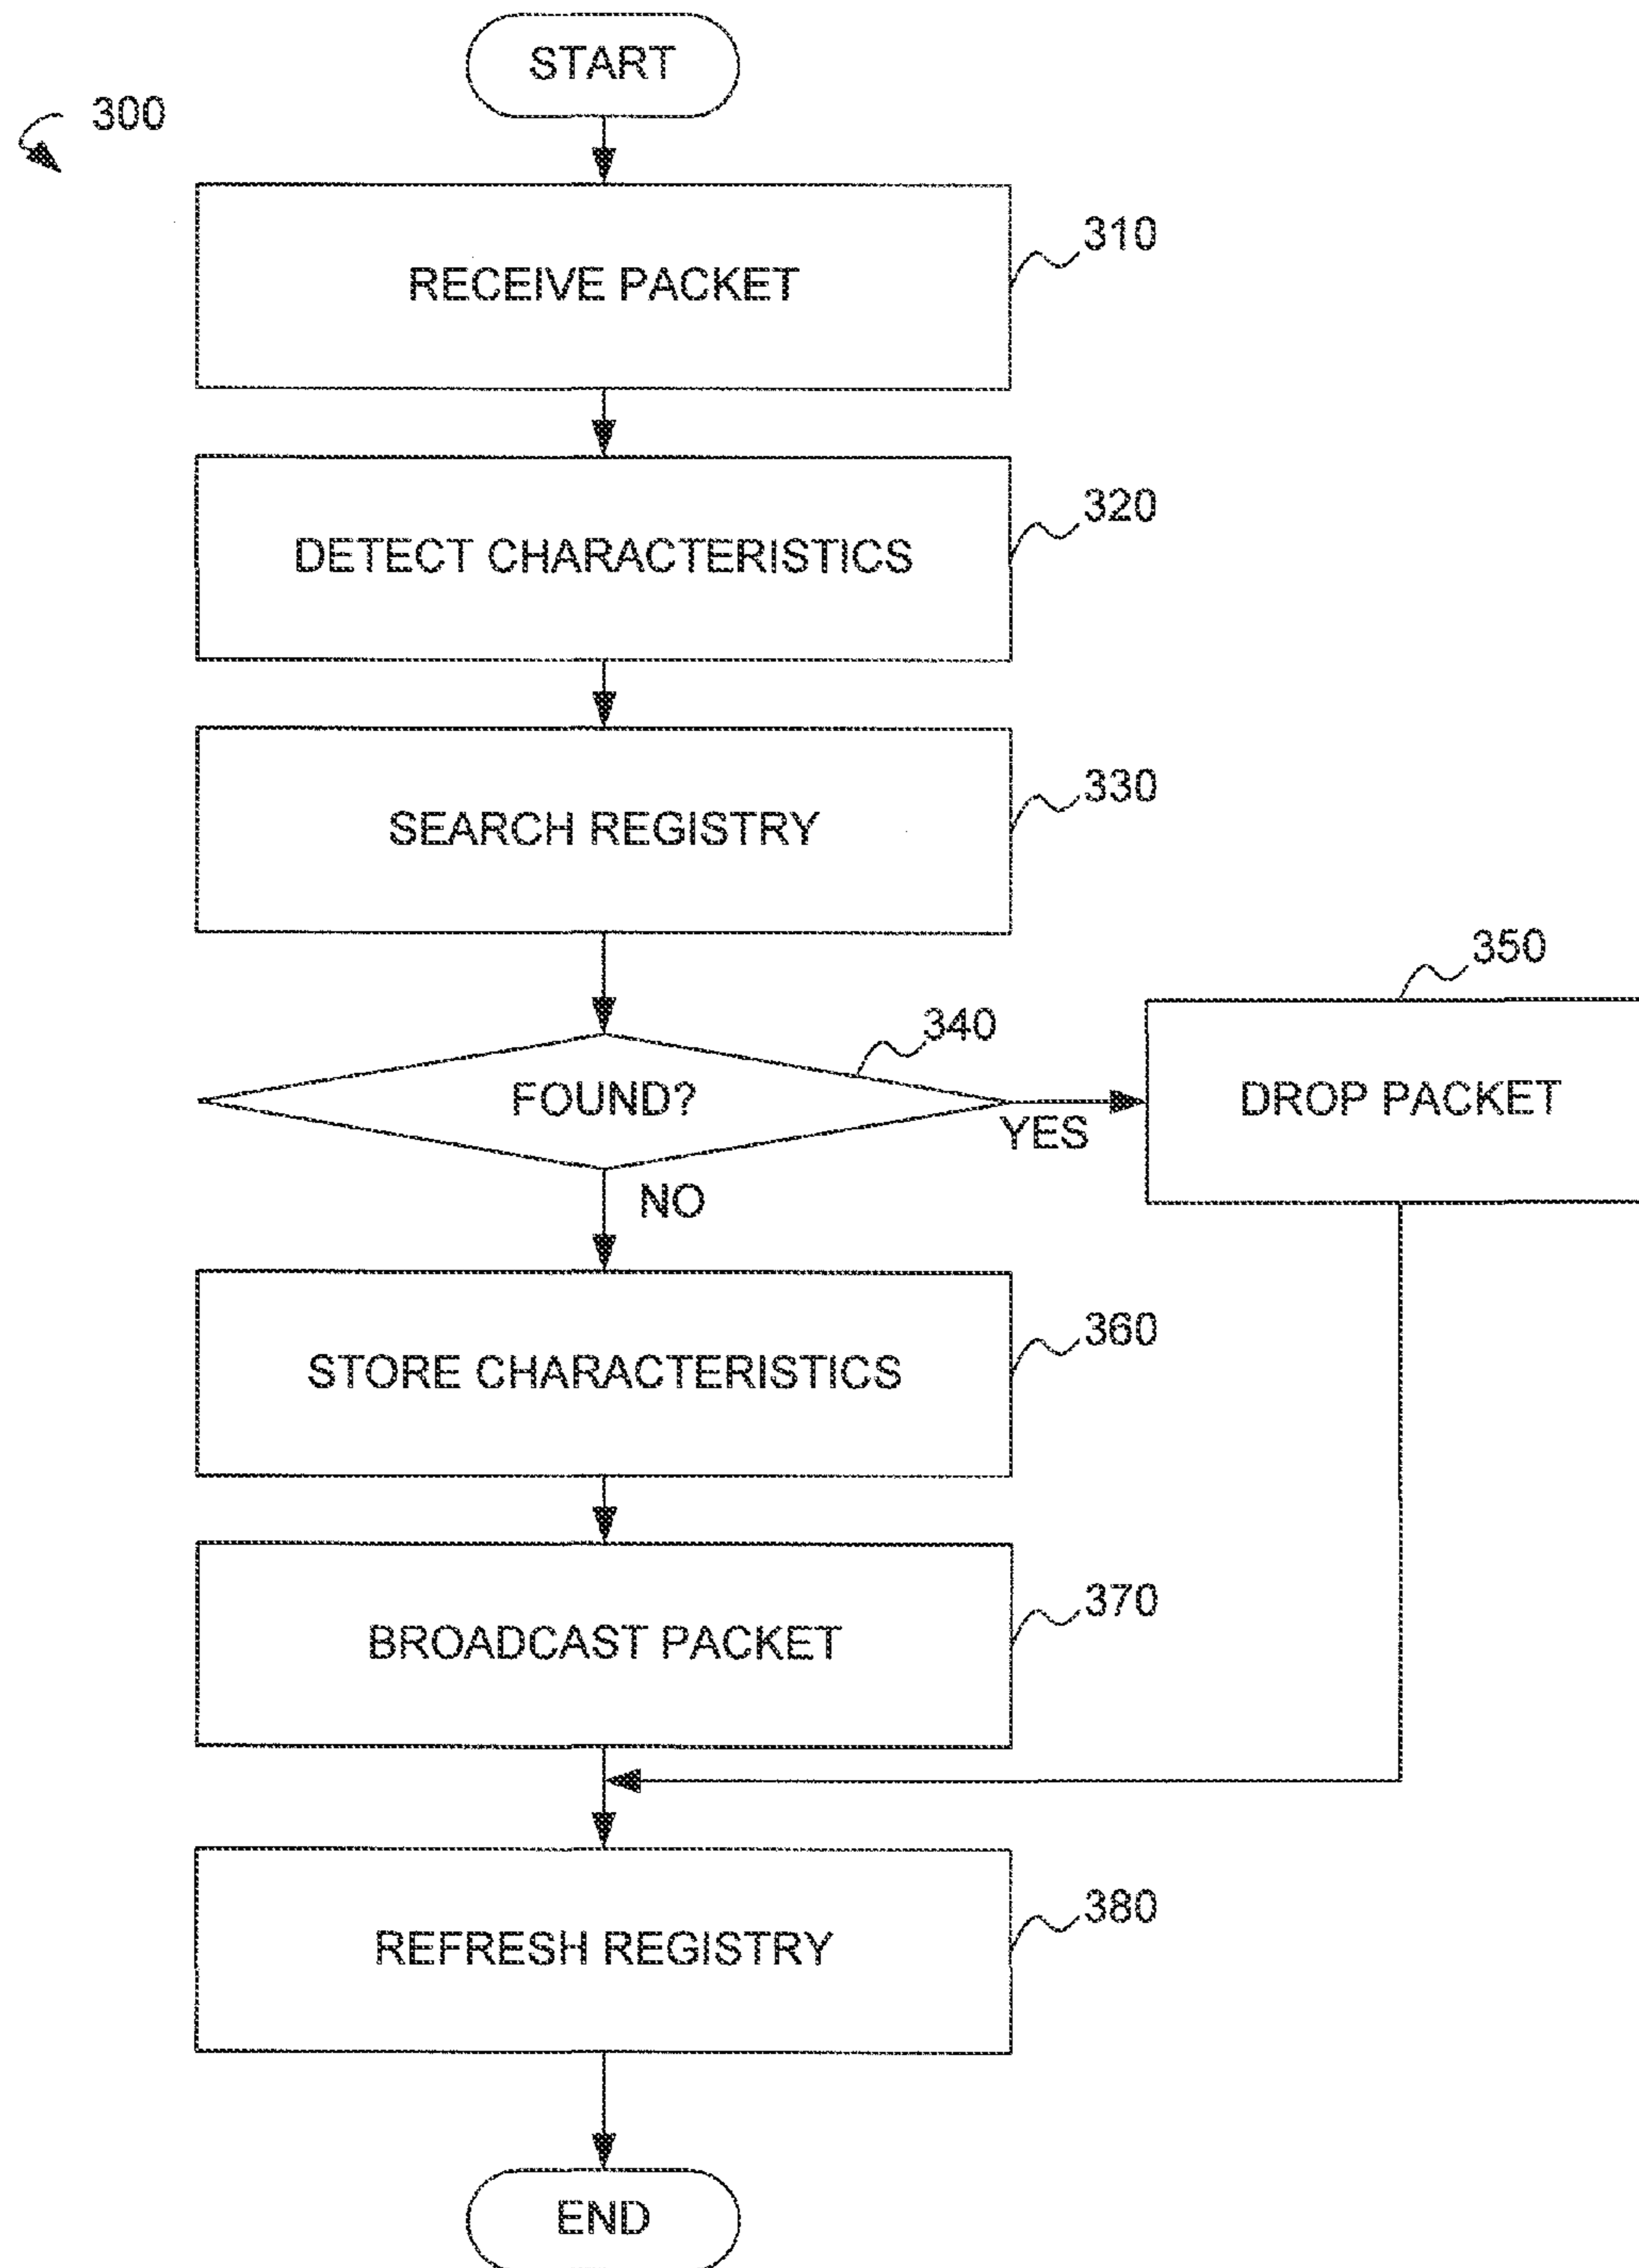 START
300
RECEIVE PACKET
310
DETECT CHARACTERISTICS
320
SEARCH REGISTRY
330
350
340
FOUND?
DROP PACKET
YES
NO
STORE CHARACTERISTICS
360
BROADCAST PACKET
370
REFRESH REGISTRY
380
END